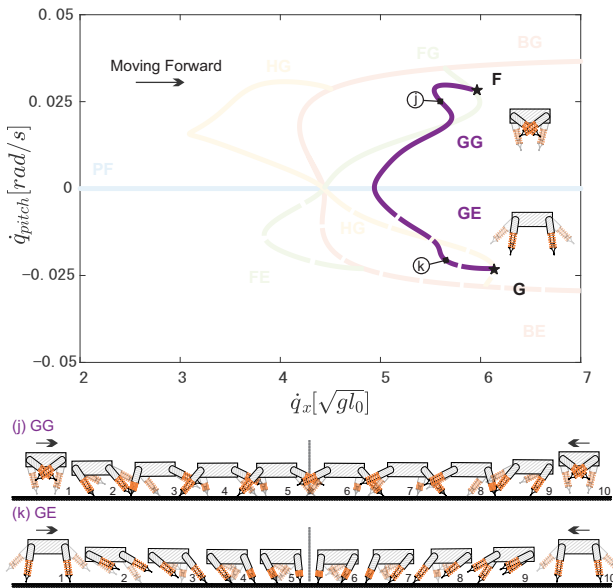 0.05
0.025
0
-0.025
-0.05
q̇pitch[rad/s]
Moving Forward
HG
FG
BG
F
j
GG
PF
GE
HG
k
FE
G
BE
2 3 4 5 6 7
q̇x[√gl0]
(j) GG
1 2 3 4 5 6 7 8 9 10
(k) GE
1 2 3 4 5 6 7 8 9 10